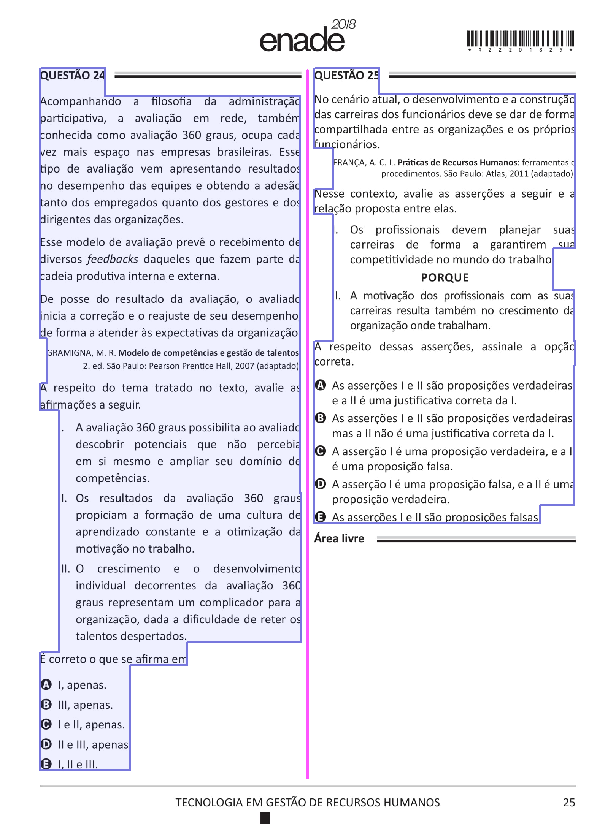 enade2018
*R2220182S*
QUESTÃO 24
Acompanhando a filosofia da administração
participativa, a avaliação em rede, também
conhecida como avaliação 360 graus, ocupa cada
vez mais espaço nas empresas brasileiras. Esse
tipo de avaliação vem apresentando resultados
no desempenho das equipes e obtendo a adesão
tanto dos empregados quanto dos gestores e dos
dirigentes das organizações.
Esse modelo de avaliação prevê o recebimento de
diversos feedbacks daqueles que fazem parte da
cadeia produtiva interna e externa.
De posse do resultado da avaliação, o avaliado
inicia a correção e o reajuste de seu desempenho
de forma a atender às expectativas da organização
GRAMIGNA, M. R. Modelo de competências e gestão de talentos
2. ed. São Paulo: Pearson Prentice Hall, 2007 (adaptado)
A respeito do tema tratado no texto, avalie as
afirmações a seguir.
. A avaliação 360 graus possibilita ao avaliado
descobrir potenciais que não percebia
em si mesmo e ampliar seu domínio de
competências.
I. Os resultados da avaliação 360 graus
propiciam a formação de uma cultura de
aprendizado constante e a otimização da
motivação no trabalho.
II. O crescimento e o desenvolvimento
individual decorrentes da avaliação 360
graus representam um complicador para a
organização, dada a dificuldade de reter os
talentos despertados.
É correto o que se afirma em
A I, apenas.
B III, apenas.
C I e II, apenas.
D II e III, apenas
E I, II e III.
QUESTÃO 25
No cenário atual, o desenvolvimento e a construção
das carreiras dos funcionários deve se dar de forma
compartilhada entre as organizações e os próprios
funcionários.
FRANÇA, A. C. L. Práticas de Recursos Humanos: ferramentas e
procedimentos. São Paulo: Atlas, 2011 (adaptado)
Nesse contexto, avalie as asserções a seguir e a
relação proposta entre elas.
. Os profissionais devem planejar suas
carreiras de forma a garantirem sua
competitividade no mundo do trabalho
PORQUE
I. A motivação dos profissionais com as suas
carreiras resulta também no crescimento da
organização onde trabalham.
A respeito dessas asserções, assinale a opção
correta.
A As asserções I e II são proposições verdadeiras
e a II é uma justificativa correta da I.
B As asserções I e II são proposições verdadeiras
mas a II não é uma justificativa correta da I.
C A asserção I é uma proposição verdadeira, e a I
é uma proposição falsa.
D A asserção I é uma proposição falsa, e a II é uma
proposição verdadeira.
E As asserções I e II são proposições falsas
Área livre
TECNOLOGIA EM GESTÃO DE RECURSOS HUMANOS
25